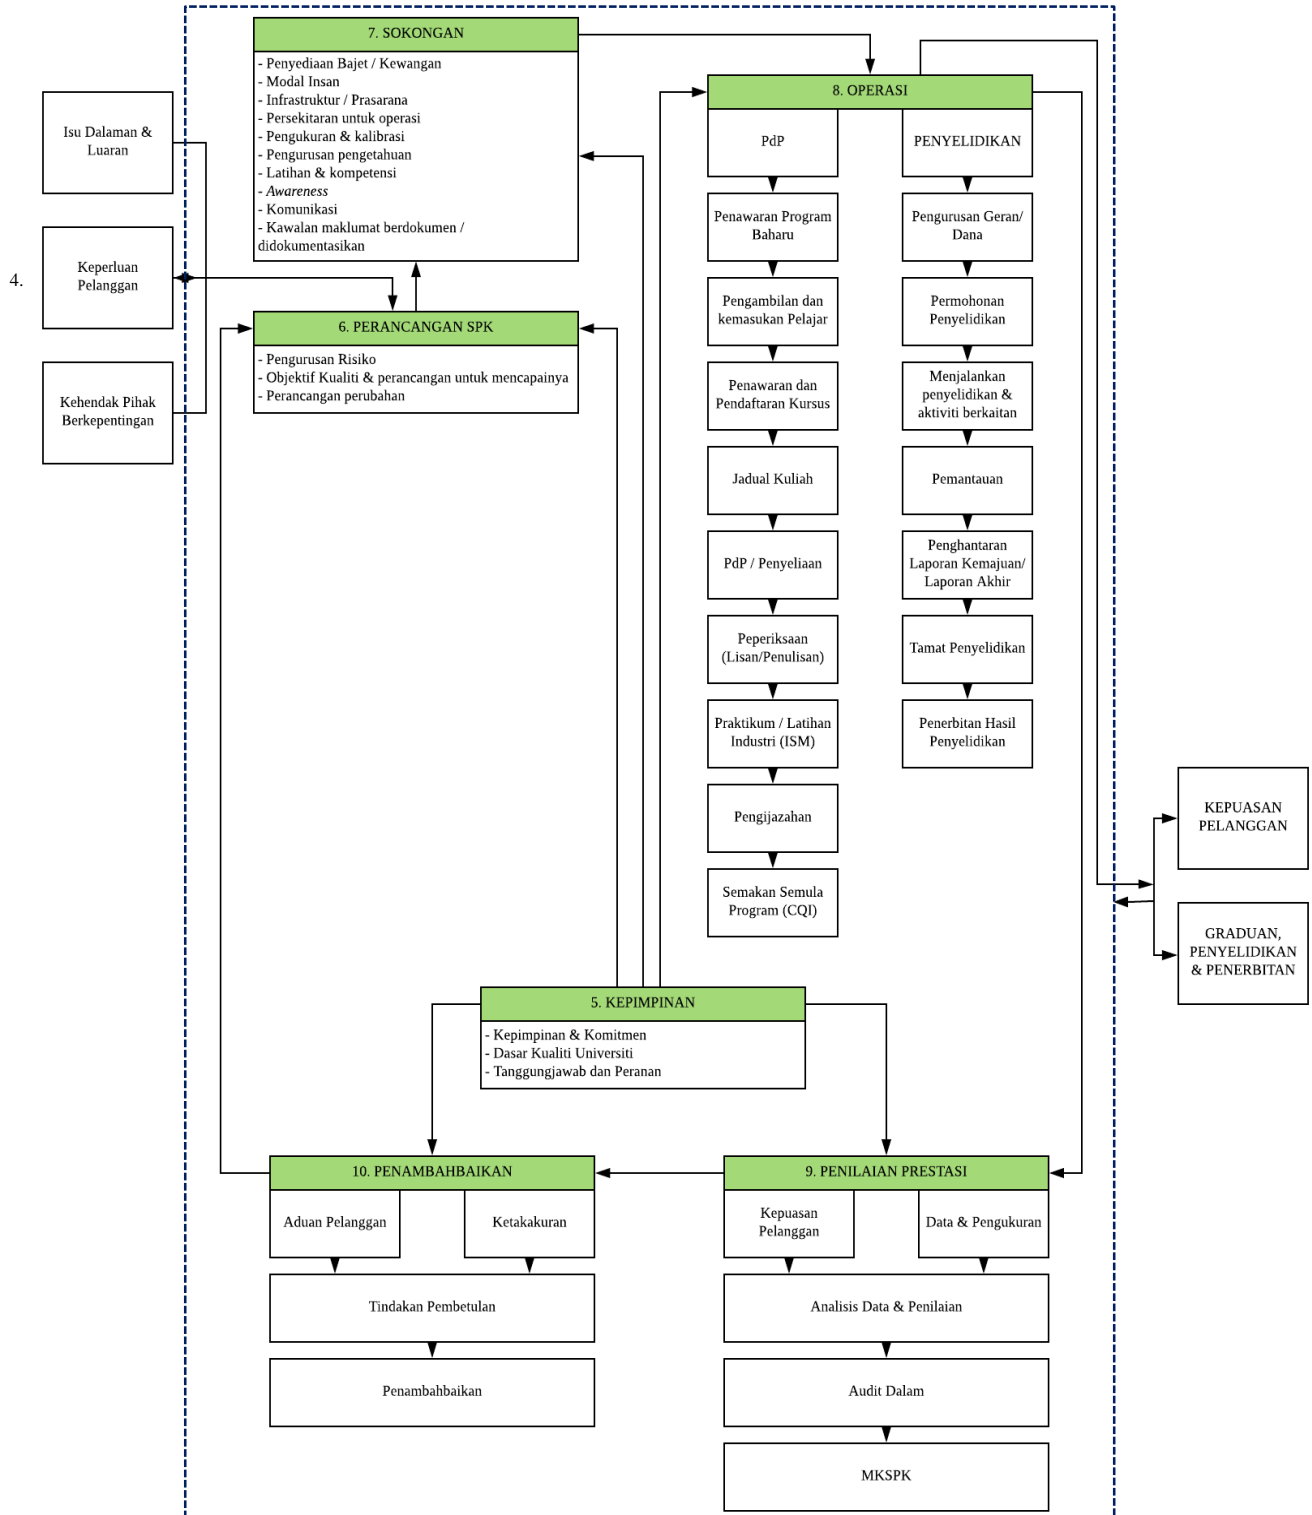 4.
Isu Dalaman &
Luaran
Keperluan
Pelanggan
Kehendak Pihak
Berkepentingan
7. SOKONGAN
- Penyediaan Bajet / Kewangan
- Modal Insan
- Infrastruktur / Prasarana
- Persekitaran untuk operasi
- Pengukuran & kalibrasi
- Pengurusan pengetahuan
- Latihan & kompetensi
- Awareness
- Komunikasi
- Kawalan maklumat berdokumen /
didokumentasikan
6. PERANCANGAN SPK
- Pengurusan Risiko
- Objektif Kualiti & perancangan untuk mencapainya
- Perancangan perubahan
8. OPERASI
PdP
Penawaran Program
Baharu
Pengambilan dan
kemasukan Pelajar
Penawaran dan
Pendaftaran Kursus
Jadual Kuliah
PdP / Penyeliaan
Peperiksaan
(Lisan/Penulisan)
Praktikum / Latihan
Industri (ISM)
Pengijazahan
Semakan Semula
Program (CQI)
PENYELIDIKAN
Pengurusan Geran/
Dana
Permohonan
Penyelidikan
Menjalankan
penyelidikan &
aktiviti berkaitan
Pemantauan
Penghantaran
Laporan Kemajuan/
Laporan Akhir
Tamat Penyelidikan
Penerbitan Hasil
Penyelidikan
KEPUASAN
PELANGGAN
GRADUAN,
PENYELIDIKAN
& PENERBITAN
5. KEPIMPINAN
- Kepimpinan & Komitmen
- Dasar Kualiti Universiti
- Tanggungjawab dan Peranan
10. PENAMBAHBAIKAN
Aduan Pelanggan
Ketakakuran
Tindakan Pembetulan
Penambahbaikan
9. PENILAIAN PRESTASI
Kepuasan
Pelanggan
Data & Pengukuran
Analisis Data & Penilaian
Audit Dalam
MKSPK